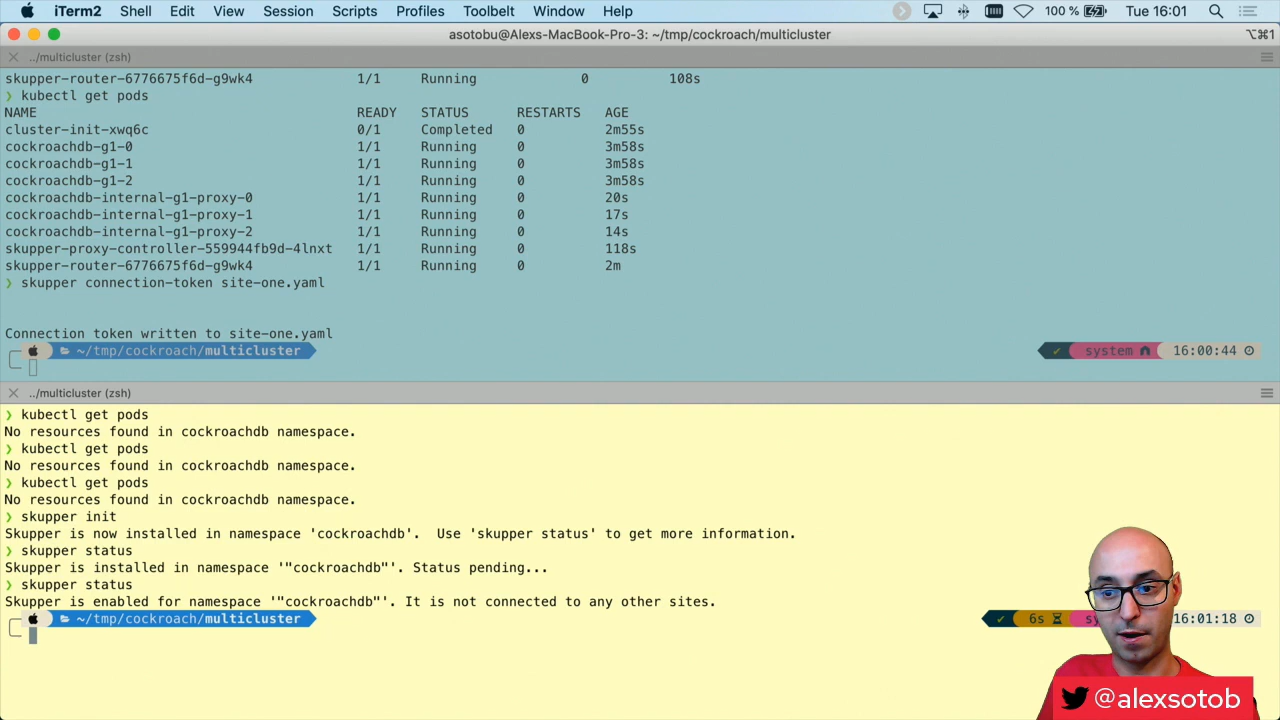 iTerm2 Shell Edit View Session Scripts Profiles Toolbelt Window Help 100 % Tue 16:01
asotobu@Alexs-MacBook-Pro-3: ~/tmp/cockroach/multicluster ⌥⌘1
../multicluster (zsh)
skupper-router-6776675f6d-g9wk4 1/1 Running 0 108s
❯ kubectl get pods
NAME READY STATUS RESTARTS AGE
cluster-init-xwq6c 0/1 Completed 0 2m55s
cockroachdb-g1-0 1/1 Running 0 3m58s
cockroachdb-g1-1 1/1 Running 0 3m58s
cockroachdb-g1-2 1/1 Running 0 3m58s
cockroachdb-internal-g1-proxy-0 1/1 Running 0 20s
cockroachdb-internal-g1-proxy-1 1/1 Running 0 17s
cockroachdb-internal-g1-proxy-2 1/1 Running 0 14s
skupper-proxy-controller-559944fb9d-4lnxt 1/1 Running 0 118s
skupper-router-6776675f6d-g9wk4 1/1 Running 0 2m
❯ skupper connection-token site-one.yaml
Connection token written to site-one.yaml
~/tmp/cockroach/multicluster ✔ system 16:00:44
../multicluster (zsh)
❯ kubectl get pods
No resources found in cockroachdb namespace.
❯ kubectl get pods
No resources found in cockroachdb namespace.
❯ kubectl get pods
No resources found in cockroachdb namespace.
❯ skupper init
Skupper is now installed in namespace 'cockroachdb'.  Use 'skupper status' to get more information.
❯ skupper status
Skupper is installed in namespace '"cockroachdb"'. Status pending...
❯ skupper status
Skupper is enabled for namespace '"cockroachdb"'. It is not connected to any other sites.
~/tmp/cockroach/multicluster ✔ 6s 16:01:18
@alexsotob